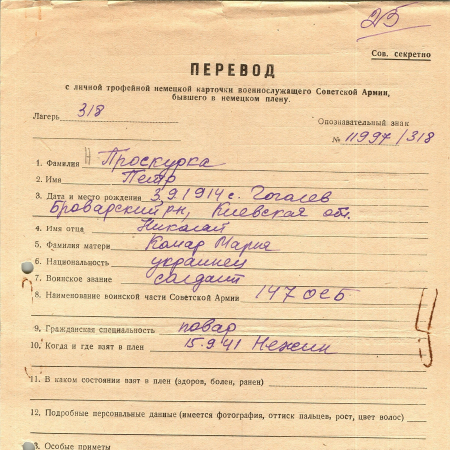 25
Сов. секретно
ПЕРЕВОД
с личной трофейной немецкой карточки военнослужащего Советской Армии,
бывшего в немецком плену.
Лагерь 318
Опознавательный знак
№ 11997/318
1. Фамилия Проскурка
2. Имя Петр
3. Дата и место рождения 3.9.1914 с. Гоголев
Броварский р-н, Киевская обл.
4. Имя отца Николай
5. Фамилия матери Комар Мария
6. Национальность украинец
7. Воинское звание солдат
8. Наименование воинской части Советской Армии 147 ОСБ
9. Гражданская специальность повар
10. Когда и где взят в плен 15.9.41 Нежин
11. В каком состоянии взят в плен (здоров, болен, ранен)
12. Подробные персональные данные (имеется фотография, оттиск пальцев, рост, цвет волос)
3. Особые приметы